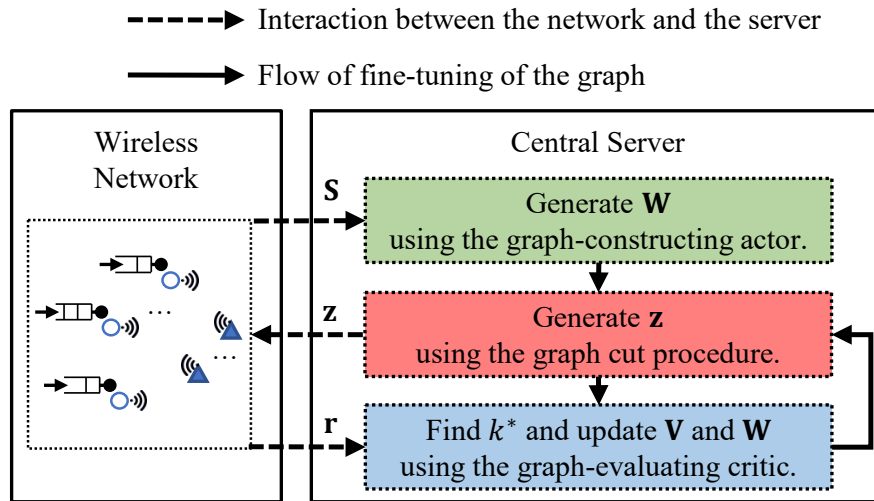 Interaction between the network and the server
Flow of fine-tuning of the graph
Wireless
Network
Central Server
S
Generate W
using the graph-constructing actor.
z
Generate z
using the graph cut procedure.
r
Find k* and update V and W
using the graph-evaluating critic.
...
...